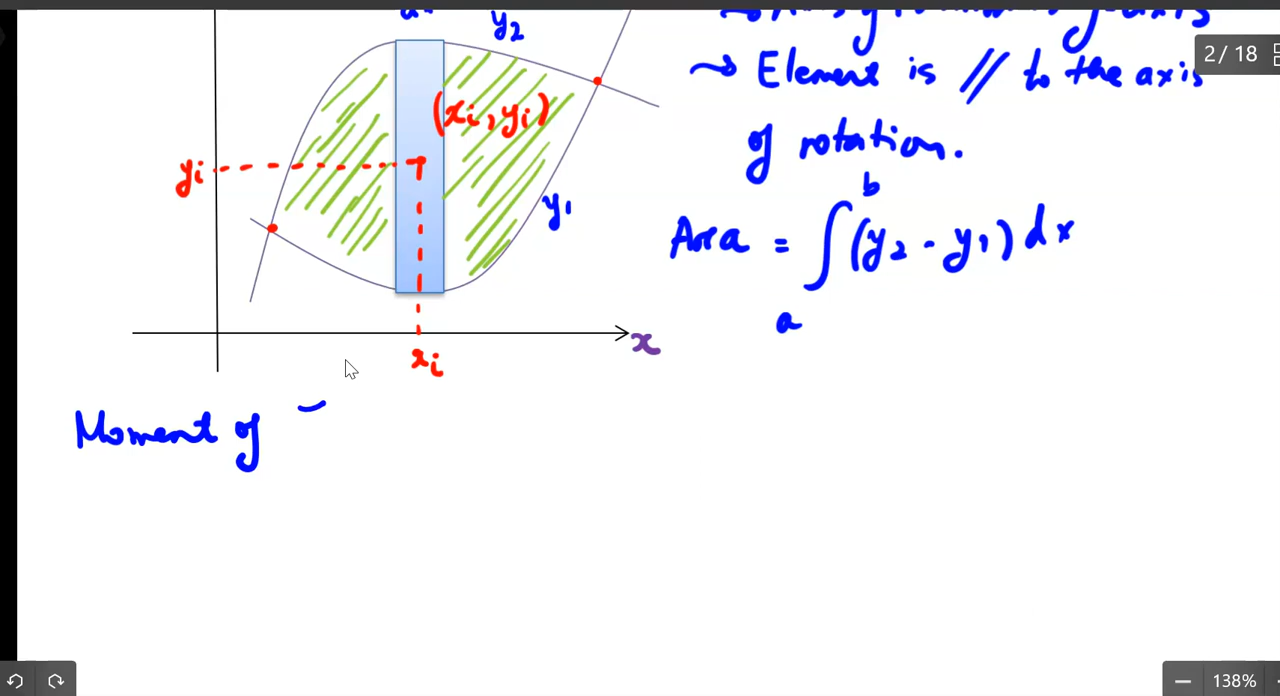 y₂
2 / 18
→ Element is // to the axis
(xᵢ, yᵢ)
of rotation.
yᵢ
y₁
b
Area = ∫ (y₂ - y₁) dx
a
x
xᵢ
Moment of
138%